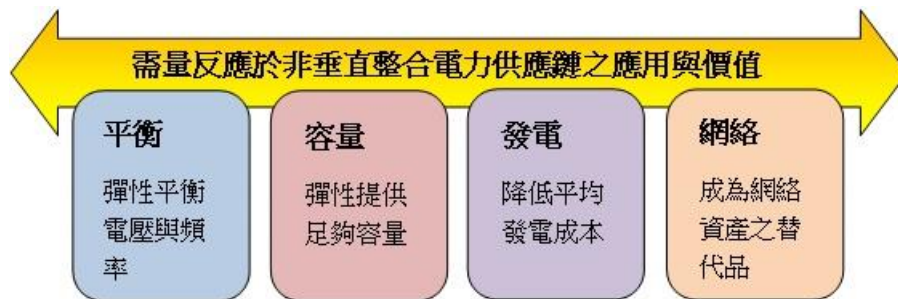 需量反應於非垂直整合電力供應鏈之應用與價值
平衡
彈性平衡
電壓與頻
率
容量
彈性提供
足夠容量
發電
降低平均
發電成本
網絡
成為網絡
資產之替
代品